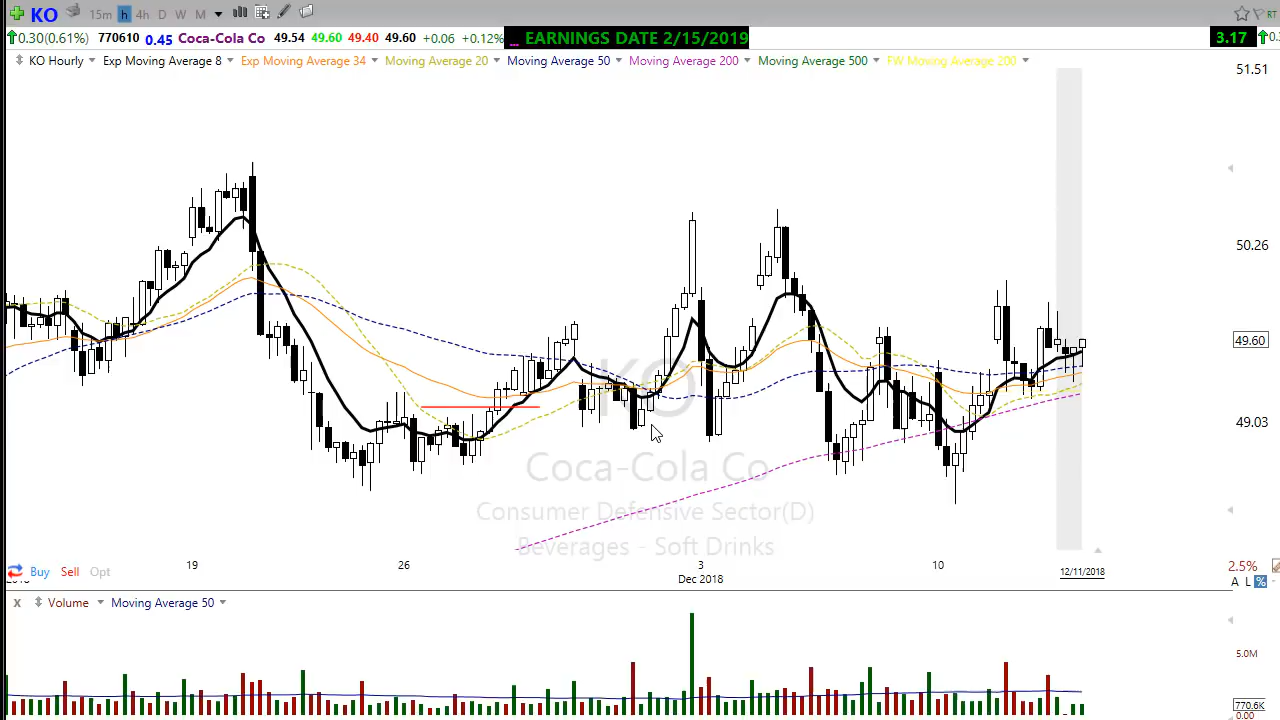 KO 15m h 4h D W M RT
0.30(0.61%) 770610 0.45 Coca-Cola Co 49.54 49.60 49.40 49.60 +0.06 +0.12% ... EARNINGS DATE 2/15/2019 3.17
KO Hourly Exp Moving Average 8 Exp Moving Average 34 Moving Average 20 Moving Average 50 Moving Average 200 Moving Average 500 FW Moving Average 200
51.51
50.26
49.60
49.03
KO
Coca-Cola Co
Consumer Defensive Sector(D)
Beverages - Soft Drinks
19 26 3 10 2.5%
Buy Sell Opt Dec 2018 12/11/2018 A L %
X Volume Moving Average 50
5.0M
770.6K
0.00